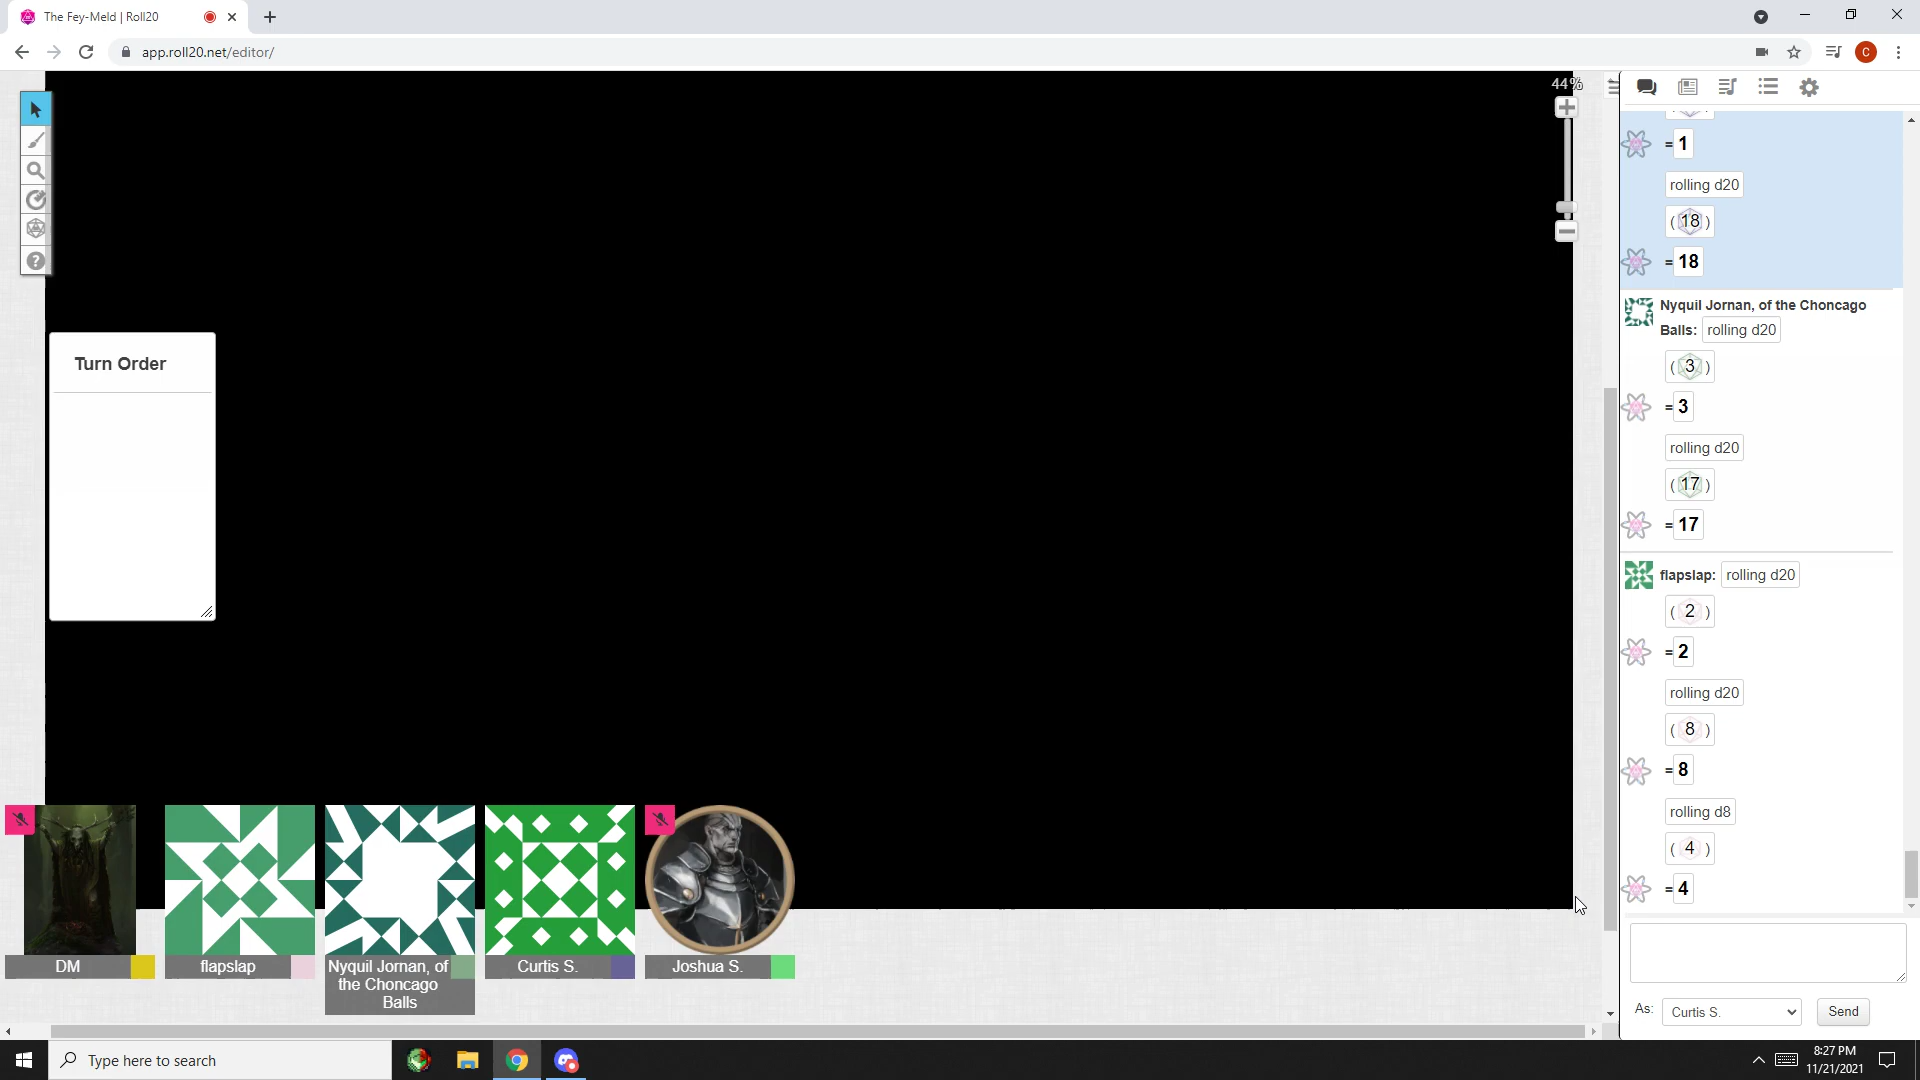 The Fey-Meld | Roll20
app.roll20.net/editor/
44%
Turn Order
=1
rolling d20
(18)
=18
Nyquil Jornan, of the Choncago
Balls: rolling d20
(3)
=3
rolling d20
(17)
=17
flapslap: rolling d20
(2)
=2
rolling d20
(8)
=8
rolling d8
(4)
=4
DM
flapslap
Nyquil Jornan, of
the Choncago
Balls
Curtis S.
Joshua S.
As: Curtis S. Send
Type here to search
8:27 PM
11/21/2021
C